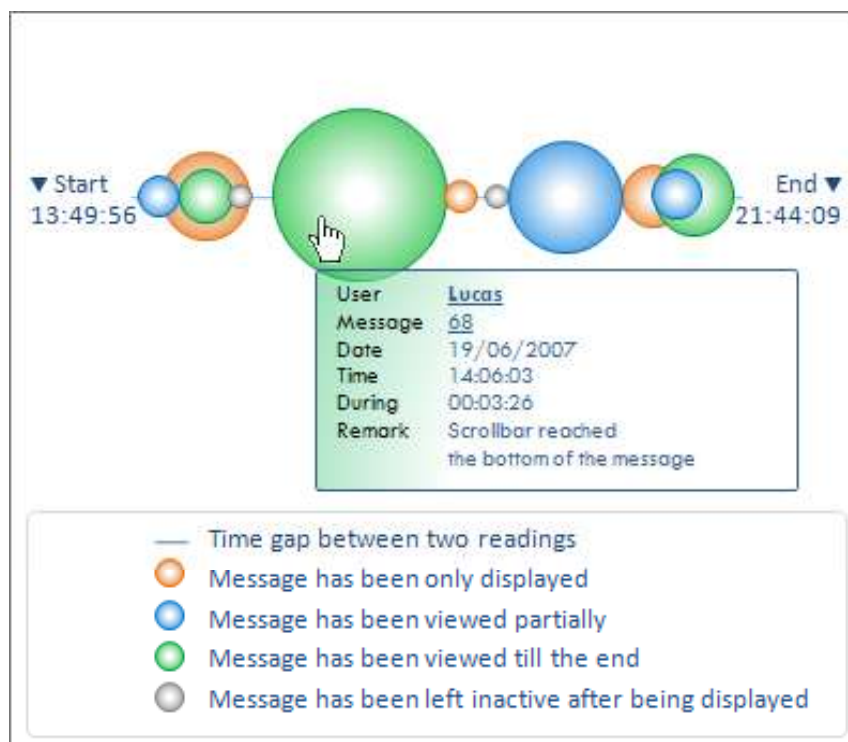 ▼ Start
13:49:56
End ▼
21:44:09
User Lucas
Message 68
Date 19/06/2007
Time 14:06:03
During 00:03:26
Remark Scrollbar reached
the bottom of the message
Time gap between two readings
Message has been only displayed
Message has been viewed partially
Message has been viewed till the end
Message has been left inactive after being displayed